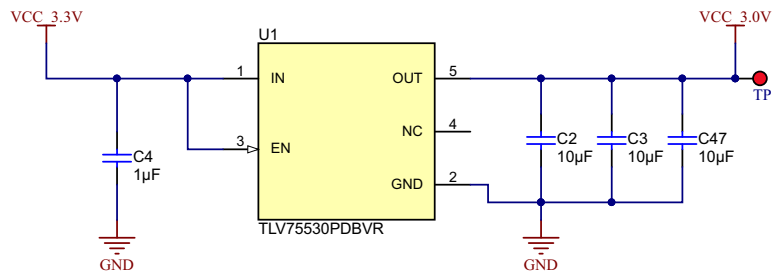 VCC_3.3V
VCC_3.0V
U1
1
IN
OUT
5
TP
3
EN
NC
4
C4
1µF
C2
10µF
C3
10µF
C47
10µF
GND
2
TLV75530PDBVR
GND
GND